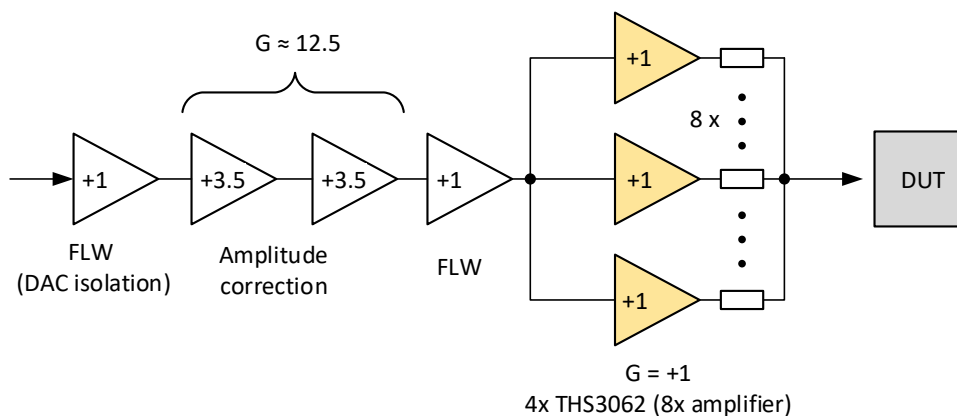 G ≈ 12.5
+1
+3.5
+3.5
+1
+1
8 x
+1
+1
DUT
FLW
(DAC isolation)
Amplitude
correction
FLW
G = +1
4x THS3062 (8x amplifier)